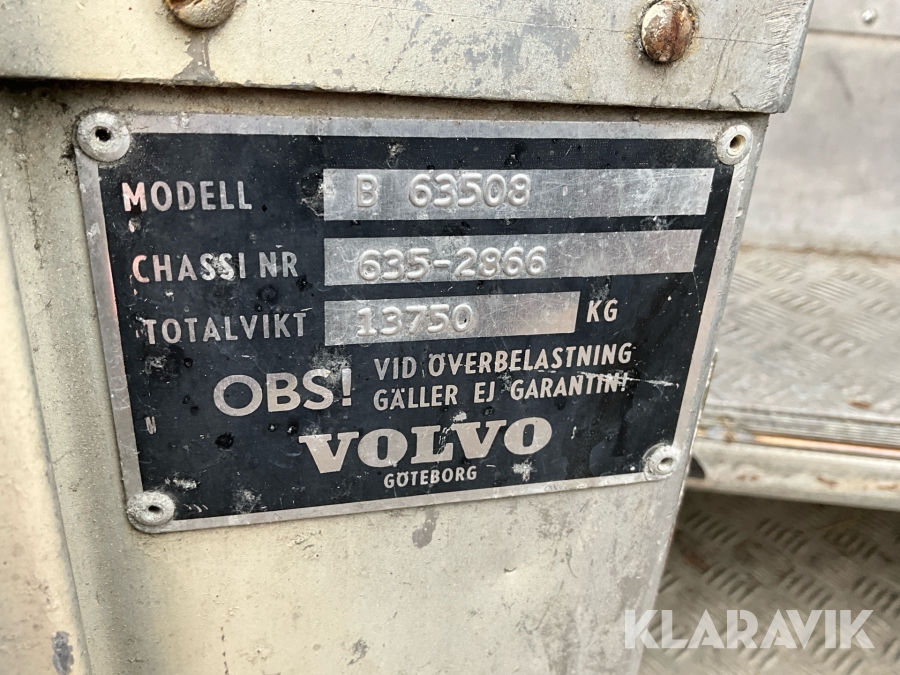 MODELL B 63508
CHASSI NR 635-2866
TOTALVIKT 13750 KG
OBS! VID ÖVERBELASTNING
GÄLLER EJ GARANTIN!
VOLVO
GÖTEBORG
KLARAVIK